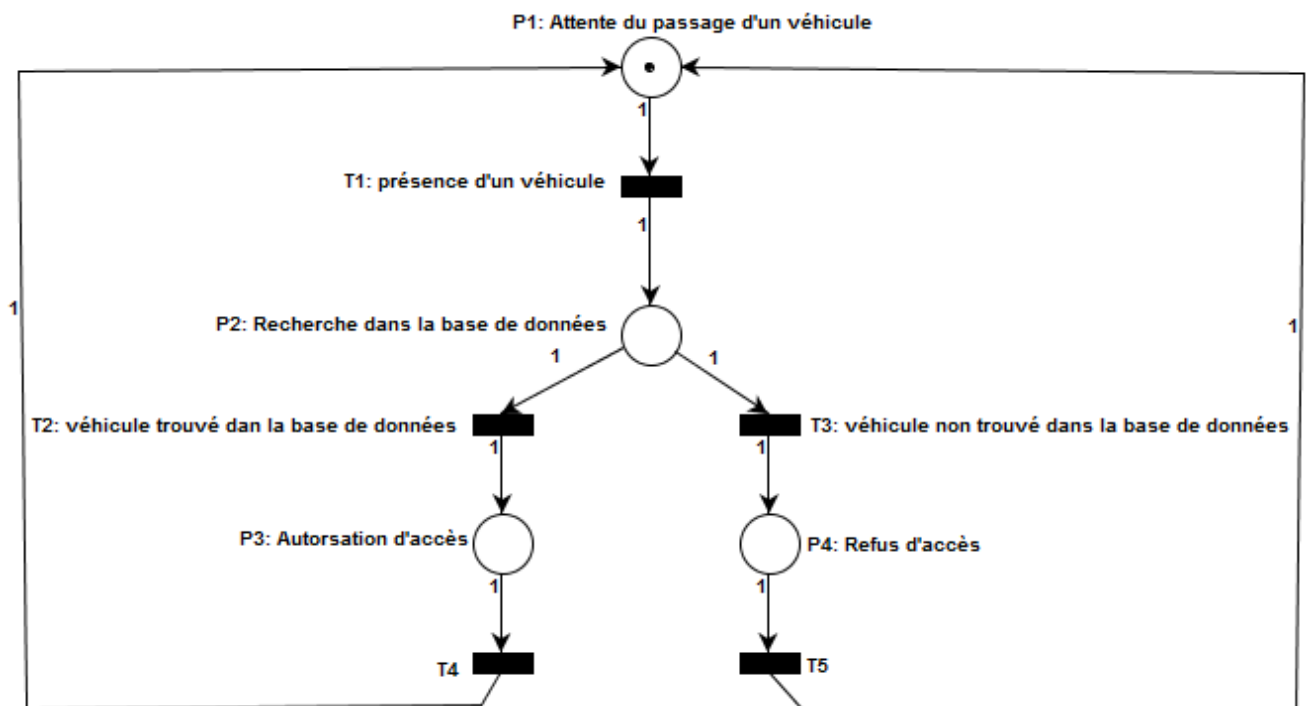 P1: Attente du passage d'un véhicule
1
T1: présence d'un véhicule
1
1
1
P2: Recherche dans la base de données
1
1
T2: véhicule trouvé dan la base de données
T3: véhicule non trouvé dans la base de données
1
1
P3: Autorsation d'accès
P4: Refus d'accès
1
1
T4
T5